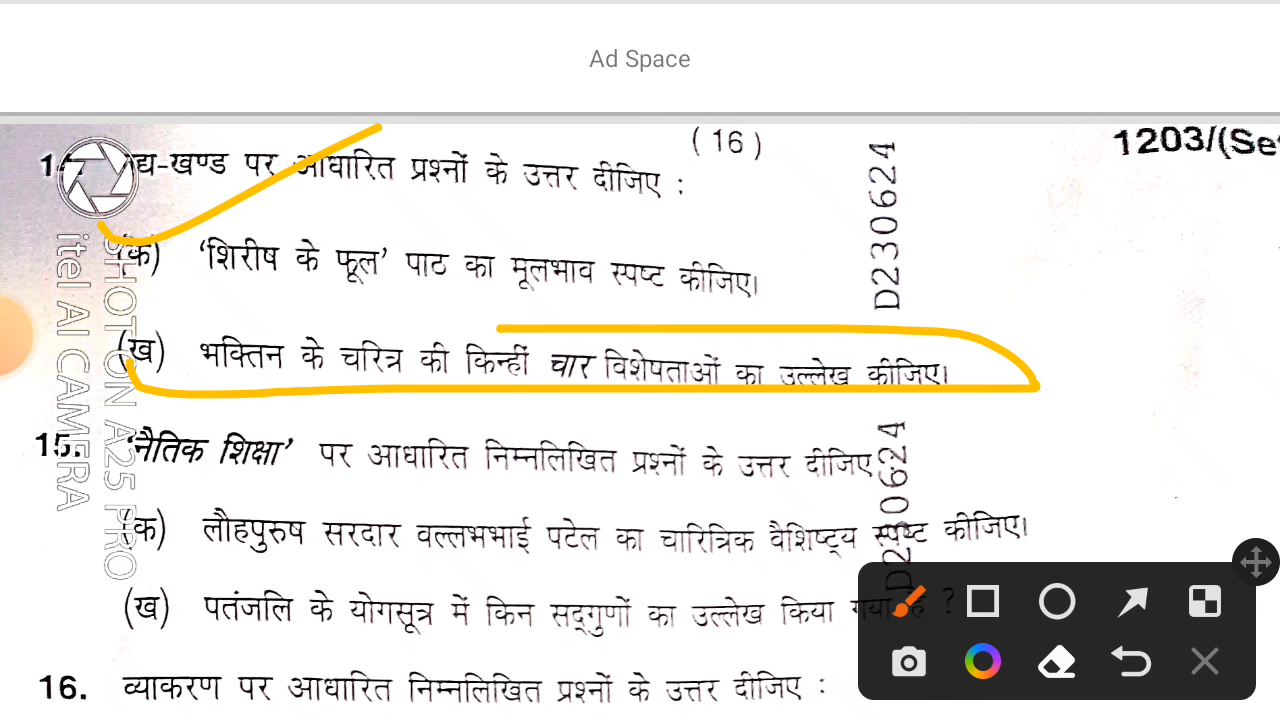 Ad Space
(16)
1203/(Se
14. गद्य-खण्ड पर आधारित प्रश्नों के उत्तर दीजिए :
(क) ‘शिरीष के फूल’ पाठ का मूलभाव स्पष्ट कीजिए।
(ख) भक्तिन के चरित्र की किन्हीं चार विशेषताओं का उल्लेख कीजिए।
15. ‘नैतिक शिक्षा’ पर आधारित निम्नलिखित प्रश्नों के उत्तर दीजिए
(क) लौहपुरुष सरदार वल्लभभाई पटेल का चारित्रिक वैशिष्ट्य स्पष्ट कीजिए।
(ख) पतंजलि के योगसूत्र में किन सद्गुणों का उल्लेख किया गया है ?
16. व्याकरण पर आधारित निम्नलिखित प्रश्नों के उत्तर दीजिए :
D230624
D230624
SHOT ON A25 PRO
itel AI CAMERA